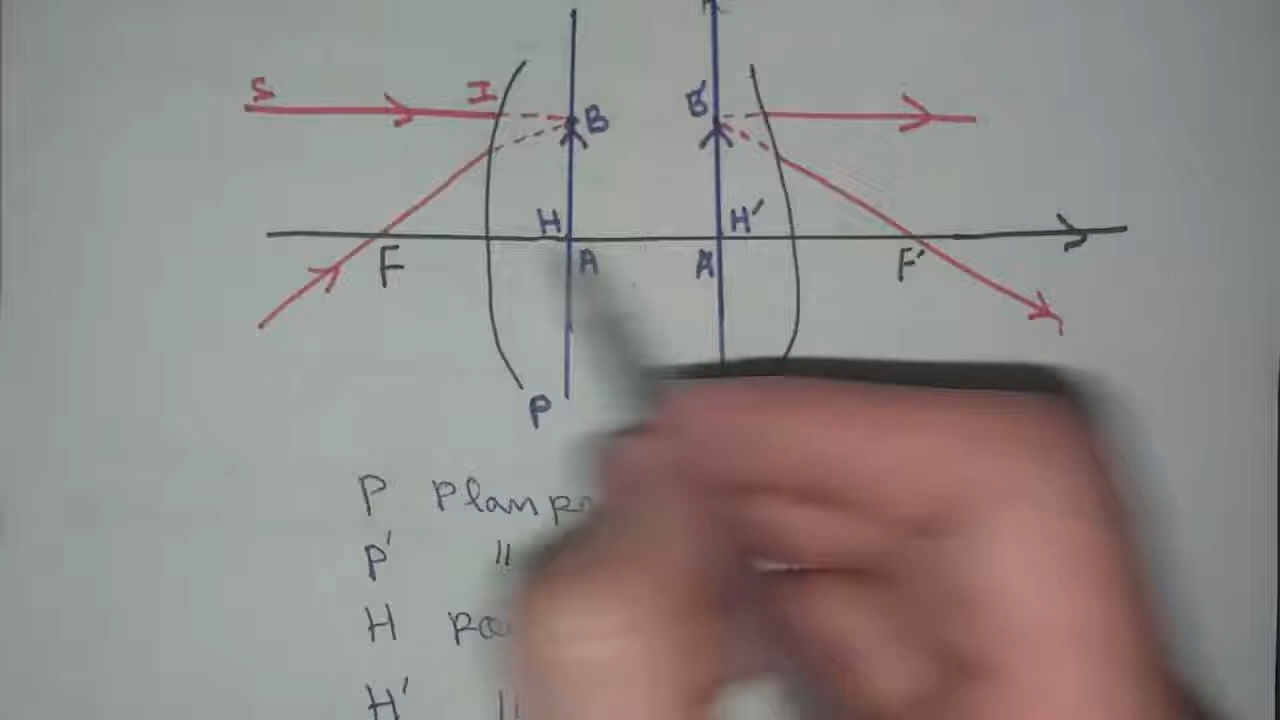 S I B B'
H H'
F A A' F'
P
P Plan
P' "
H
H' "